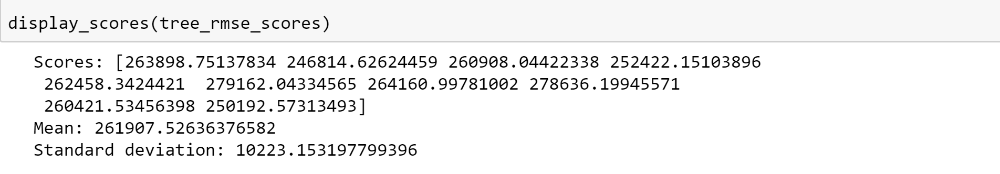 display_scores(tree_rmse_scores)
Scores: [263898.75137834 246814.62624459 260908.04422338 252422.15103896
262458.3424421  279162.04334565 264160.99781002 278636.19945571
260421.53456398 250192.57313493]
Mean: 261907.52636376582
Standard deviation: 10223.153197799396